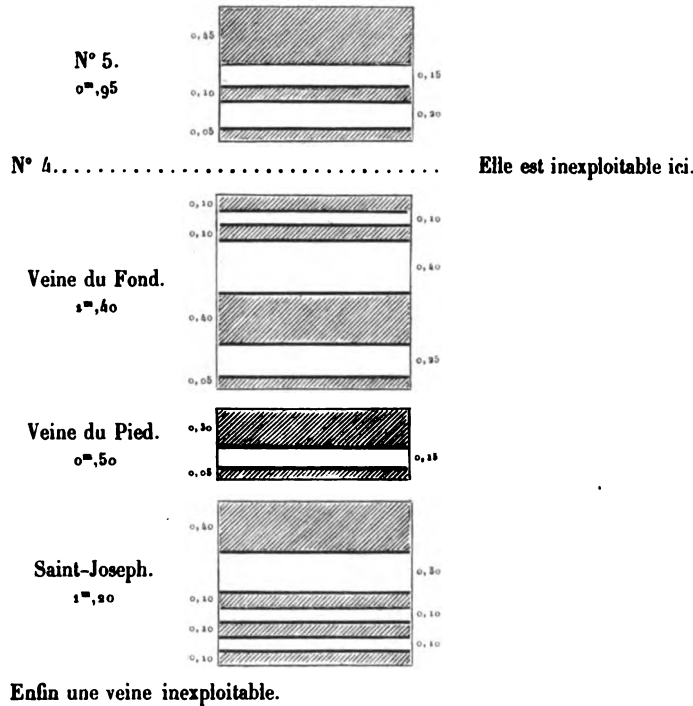 0,45
N° 5.
0,15
0ᵐ,95
0,10
0,20
0,05
N° 4.................................. Elle est inexploitable ici.
0,10
0,10
0,10
0,40
Veine du Fond.
1ᵐ,40
0,40
0,25
0,05
Veine du Pied.
0,30
0ᵐ,50
0,15
0,05
0,40
Saint-Joseph.
0,30
1ᵐ,20
0,10
0,10
0,10
0,10
0,10
Enfin une veine inexploitable.